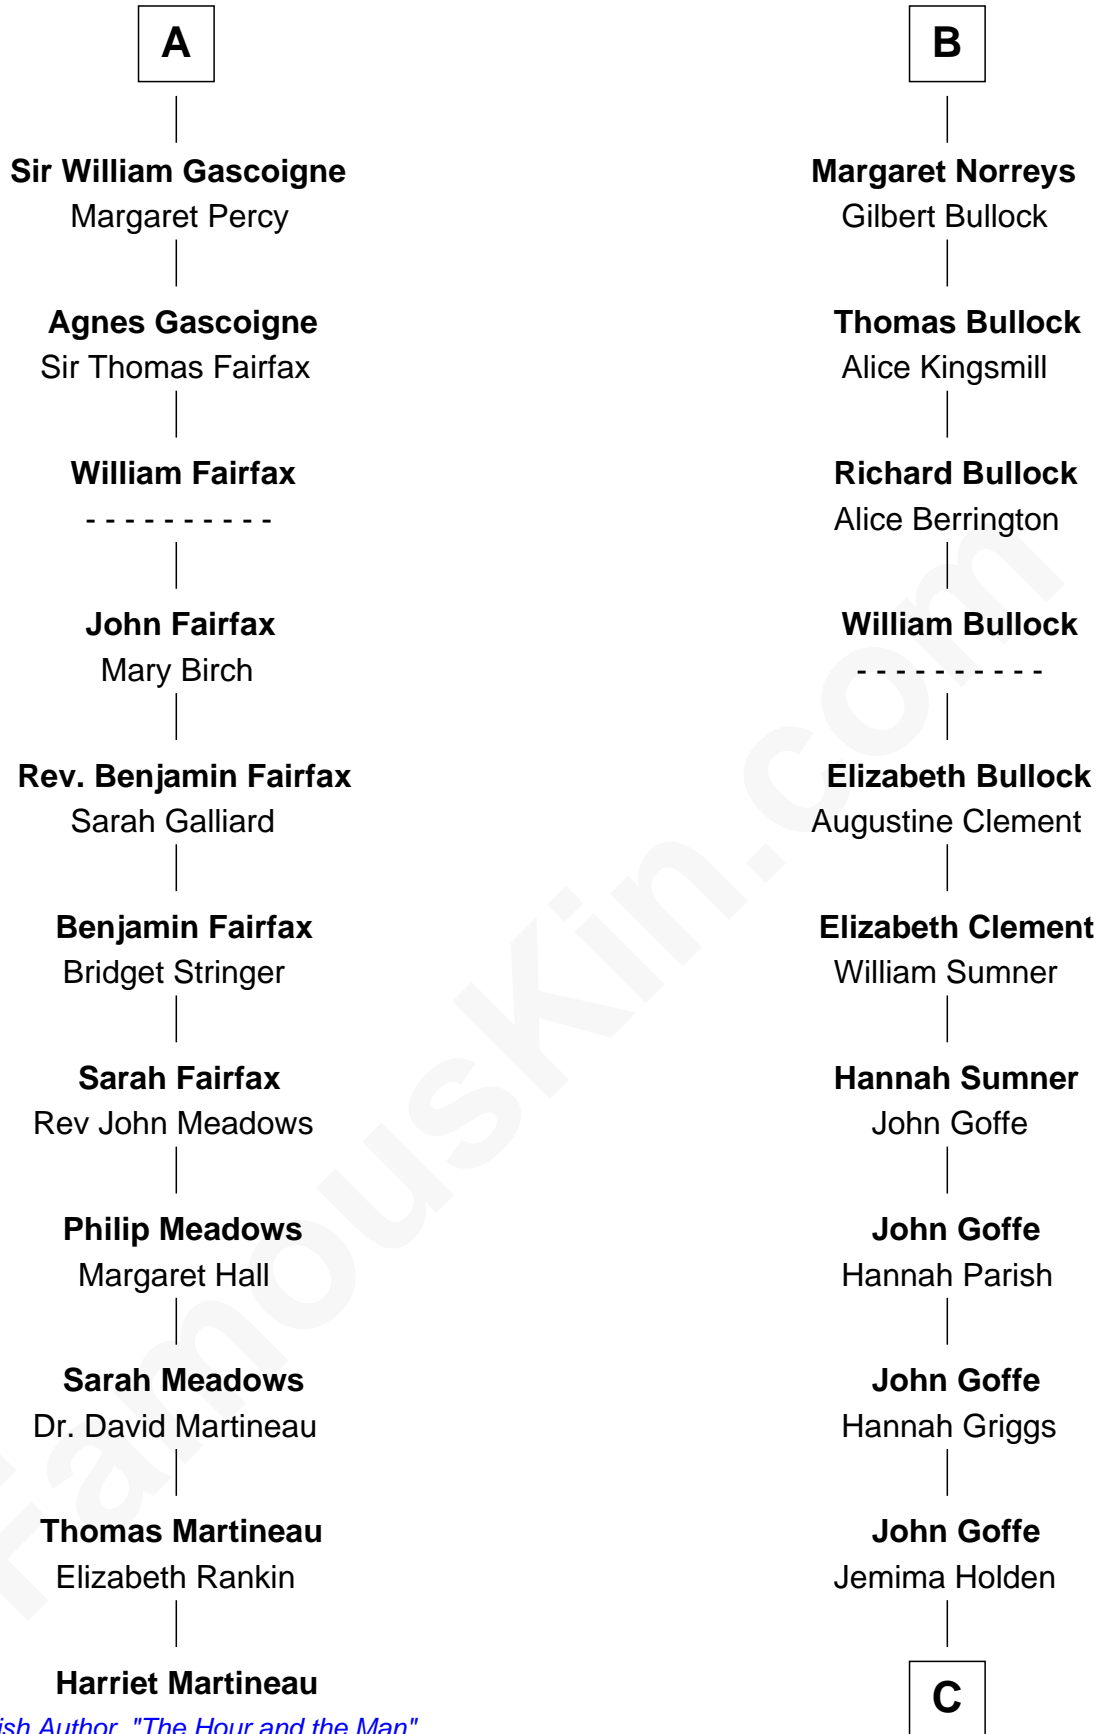 A
Sir William Gascoigne
Margaret Percy
Agnes Gascoigne
Sir Thomas Fairfax
William Fairfax
- - - - - - - - - -
John Fairfax
Mary Birch
Rev. Benjamin Fairfax
Sarah Galliard
Benjamin Fairfax
Bridget Stringer
Sarah Fairfax
Rev John Meadows
Philip Meadows
Margaret Hall
Sarah Meadows
Dr. David Martineau
Thomas Martineau
Elizabeth Rankin
Harriet Martineau
Author, "The Hour and the Man"
B
Margaret Norreys
Gilbert Bullock
Thomas Bullock
Alice Kingsmill
Richard Bullock
Alice Berrington
William Bullock
- - - - - - - - - -
Elizabeth Bullock
Augustine Clement
Elizabeth Clement
William Sumner
Hannah Sumner
John Goffe
John Goffe
Hannah Parish
John Goffe
Hannah Griggs
John Goffe
Jemima Holden
C
FamousKin.com